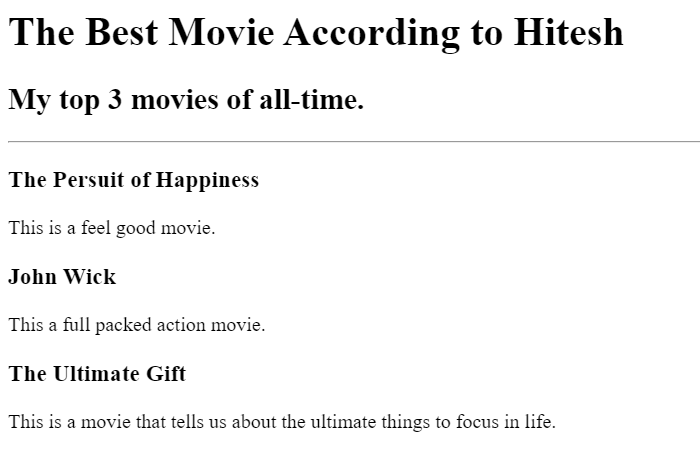 The Best Movie According to Hitesh
My top 3 movies of all-time.
The Persuit of Happiness
This is a feel good movie.
John Wick
This a full packed action movie.
The Ultimate Gift
This is a movie that tells us about the ultimate things to focus in life.